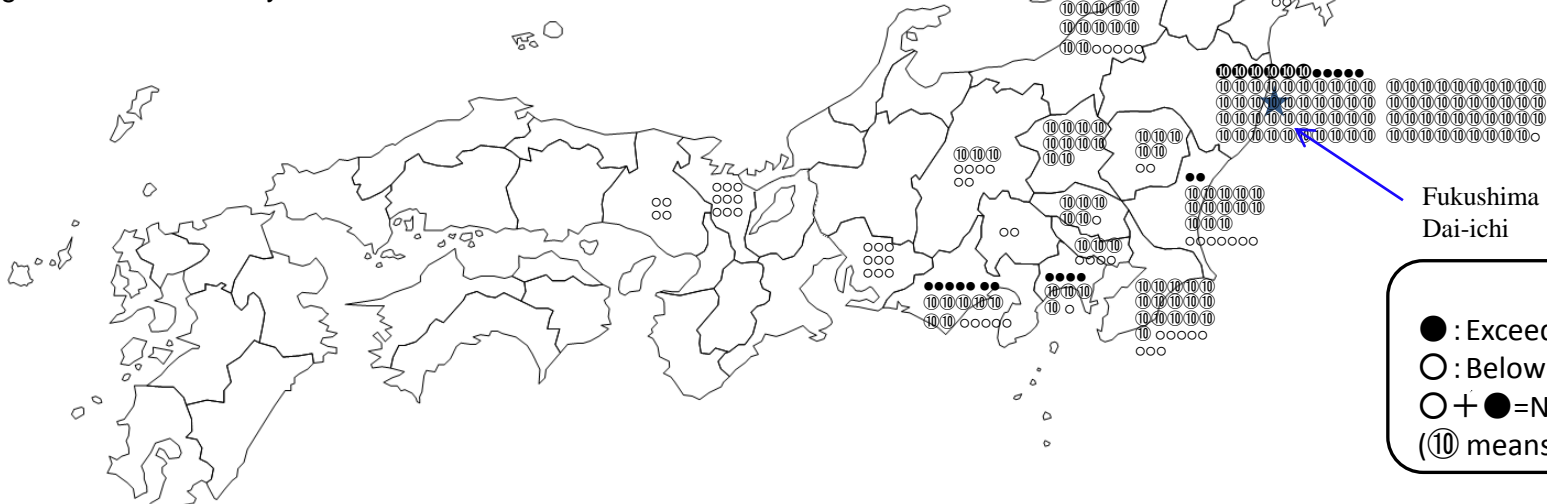 Fukushima
Dai-ichi
● : Exceed
○ : Below
○+●=N
(⑩ means